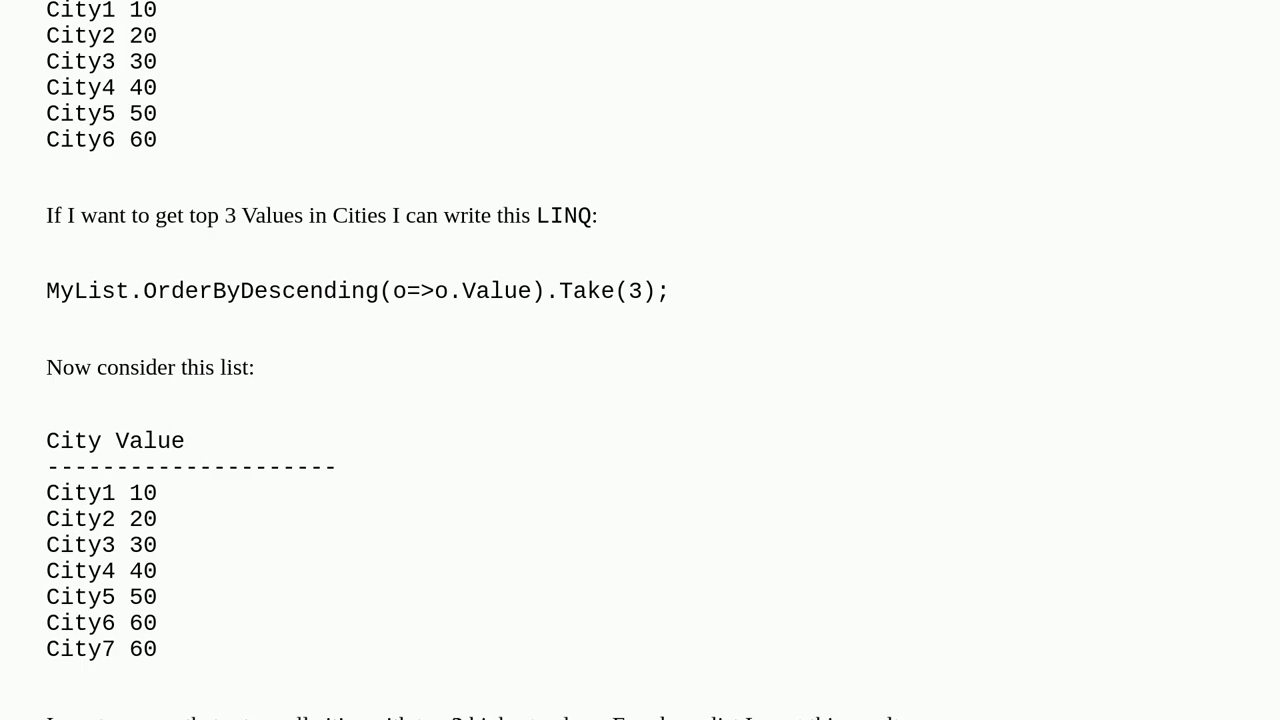 City1 10
City2 20
City3 30
City4 40
City5 50
City6 60
If I want to get top 3 Values in Cities I can write this LINQ:
MyList.OrderByDescending(o=>o.Value).Take(3);
Now consider this list:
City Value
---------------------
City1 10
City2 20
City3 30
City4 40
City5 50
City6 60
City7 60